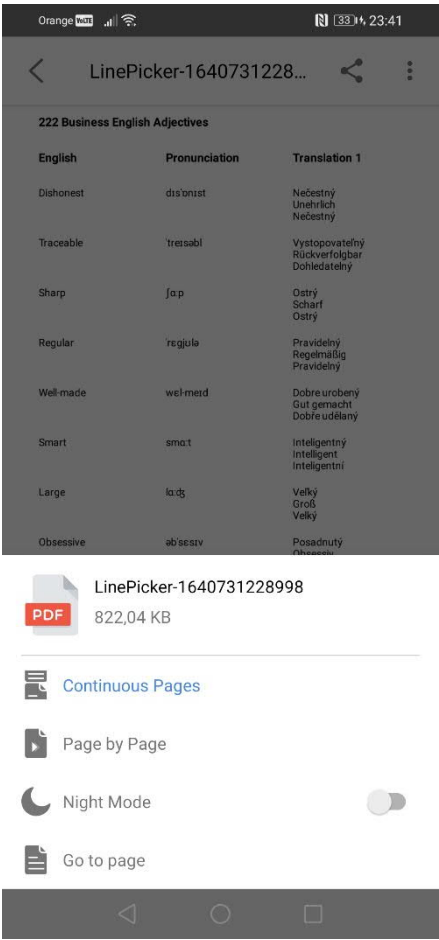 Orange VoLTE 33 23:41
LinePicker-1640731228...
222 Business English Adjectives
English Pronunciation Translation 1
Dishonest dɪsˈɒnɪst Nečestný
Unehrlich
Nečestný
Traceable ˈtreɪsəbl Vystopovateľný
Rückverfolgbar
Dohledatelný
Sharp ʃɑːp Ostrý
Scharf
Ostrý
Regular ˈrɛgjʊlə Pravidelný
Regelmäßig
Pravidelný
Well-made wɛl-meɪd Dobre urobený
Gut gemacht
Dobře udělaný
Smart smɑːt Inteligentný
Intelligent
Inteligentní
Large lɑːʤ Veľký
Groß
Velký
Obsessive əbˈsɛsɪv Posadnutý
Obsessiv
LinePicker-1640731228998
PDF
822,04 KB
Continuous Pages
Page by Page
Night Mode
Go to page